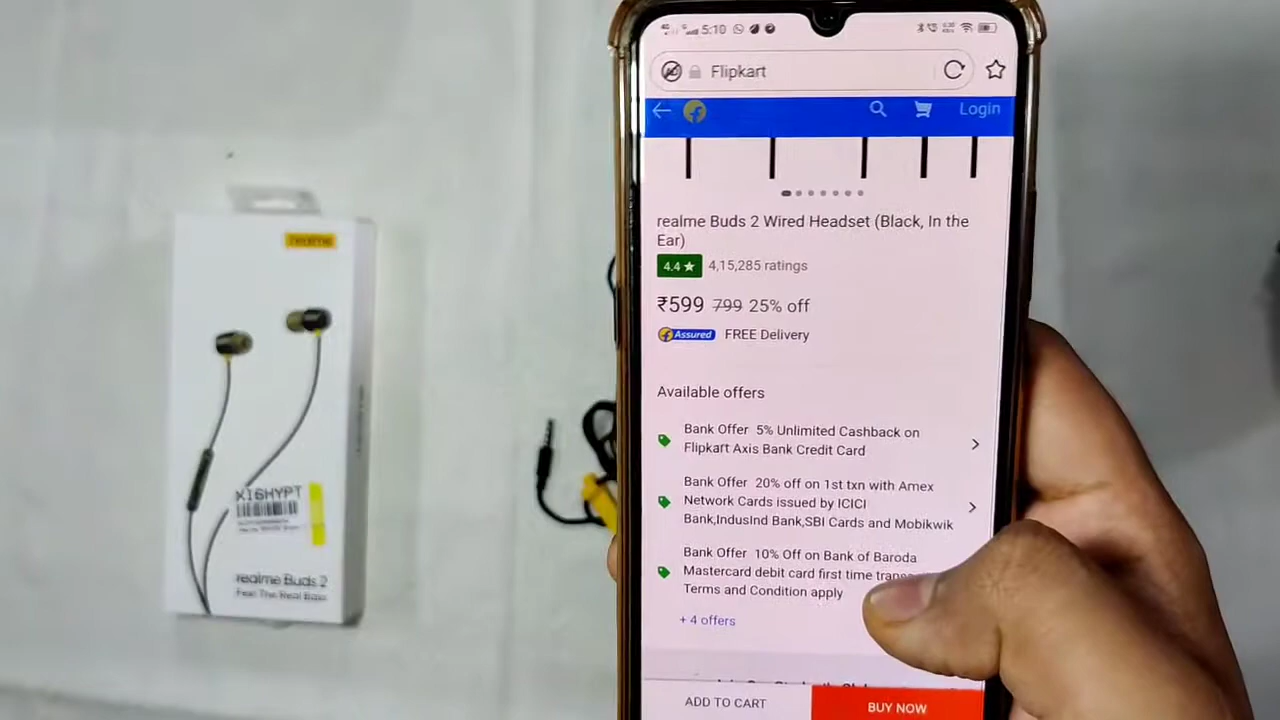 realme
X16HYPT
realme Buds 2
Feel The Real Bass
4G
5:10
Flipkart
Login
realme Buds 2 Wired Headset (Black, In the
Ear)
4.4★ 4,15,285 ratings
₹599 799 25% off
Assured FREE Delivery
Available offers
Bank Offer 5% Unlimited Cashback on
Flipkart Axis Bank Credit Card
Bank Offer 20% off on 1st txn with Amex
Network Cards issued by ICICI
Bank,IndusInd Bank,SBI Cards and Mobikwik
Bank Offer 10% Off on Bank of Baroda
Mastercard debit card first time
Terms and Condition apply
+ 4 offers
ADD TO CART
BUY NOW